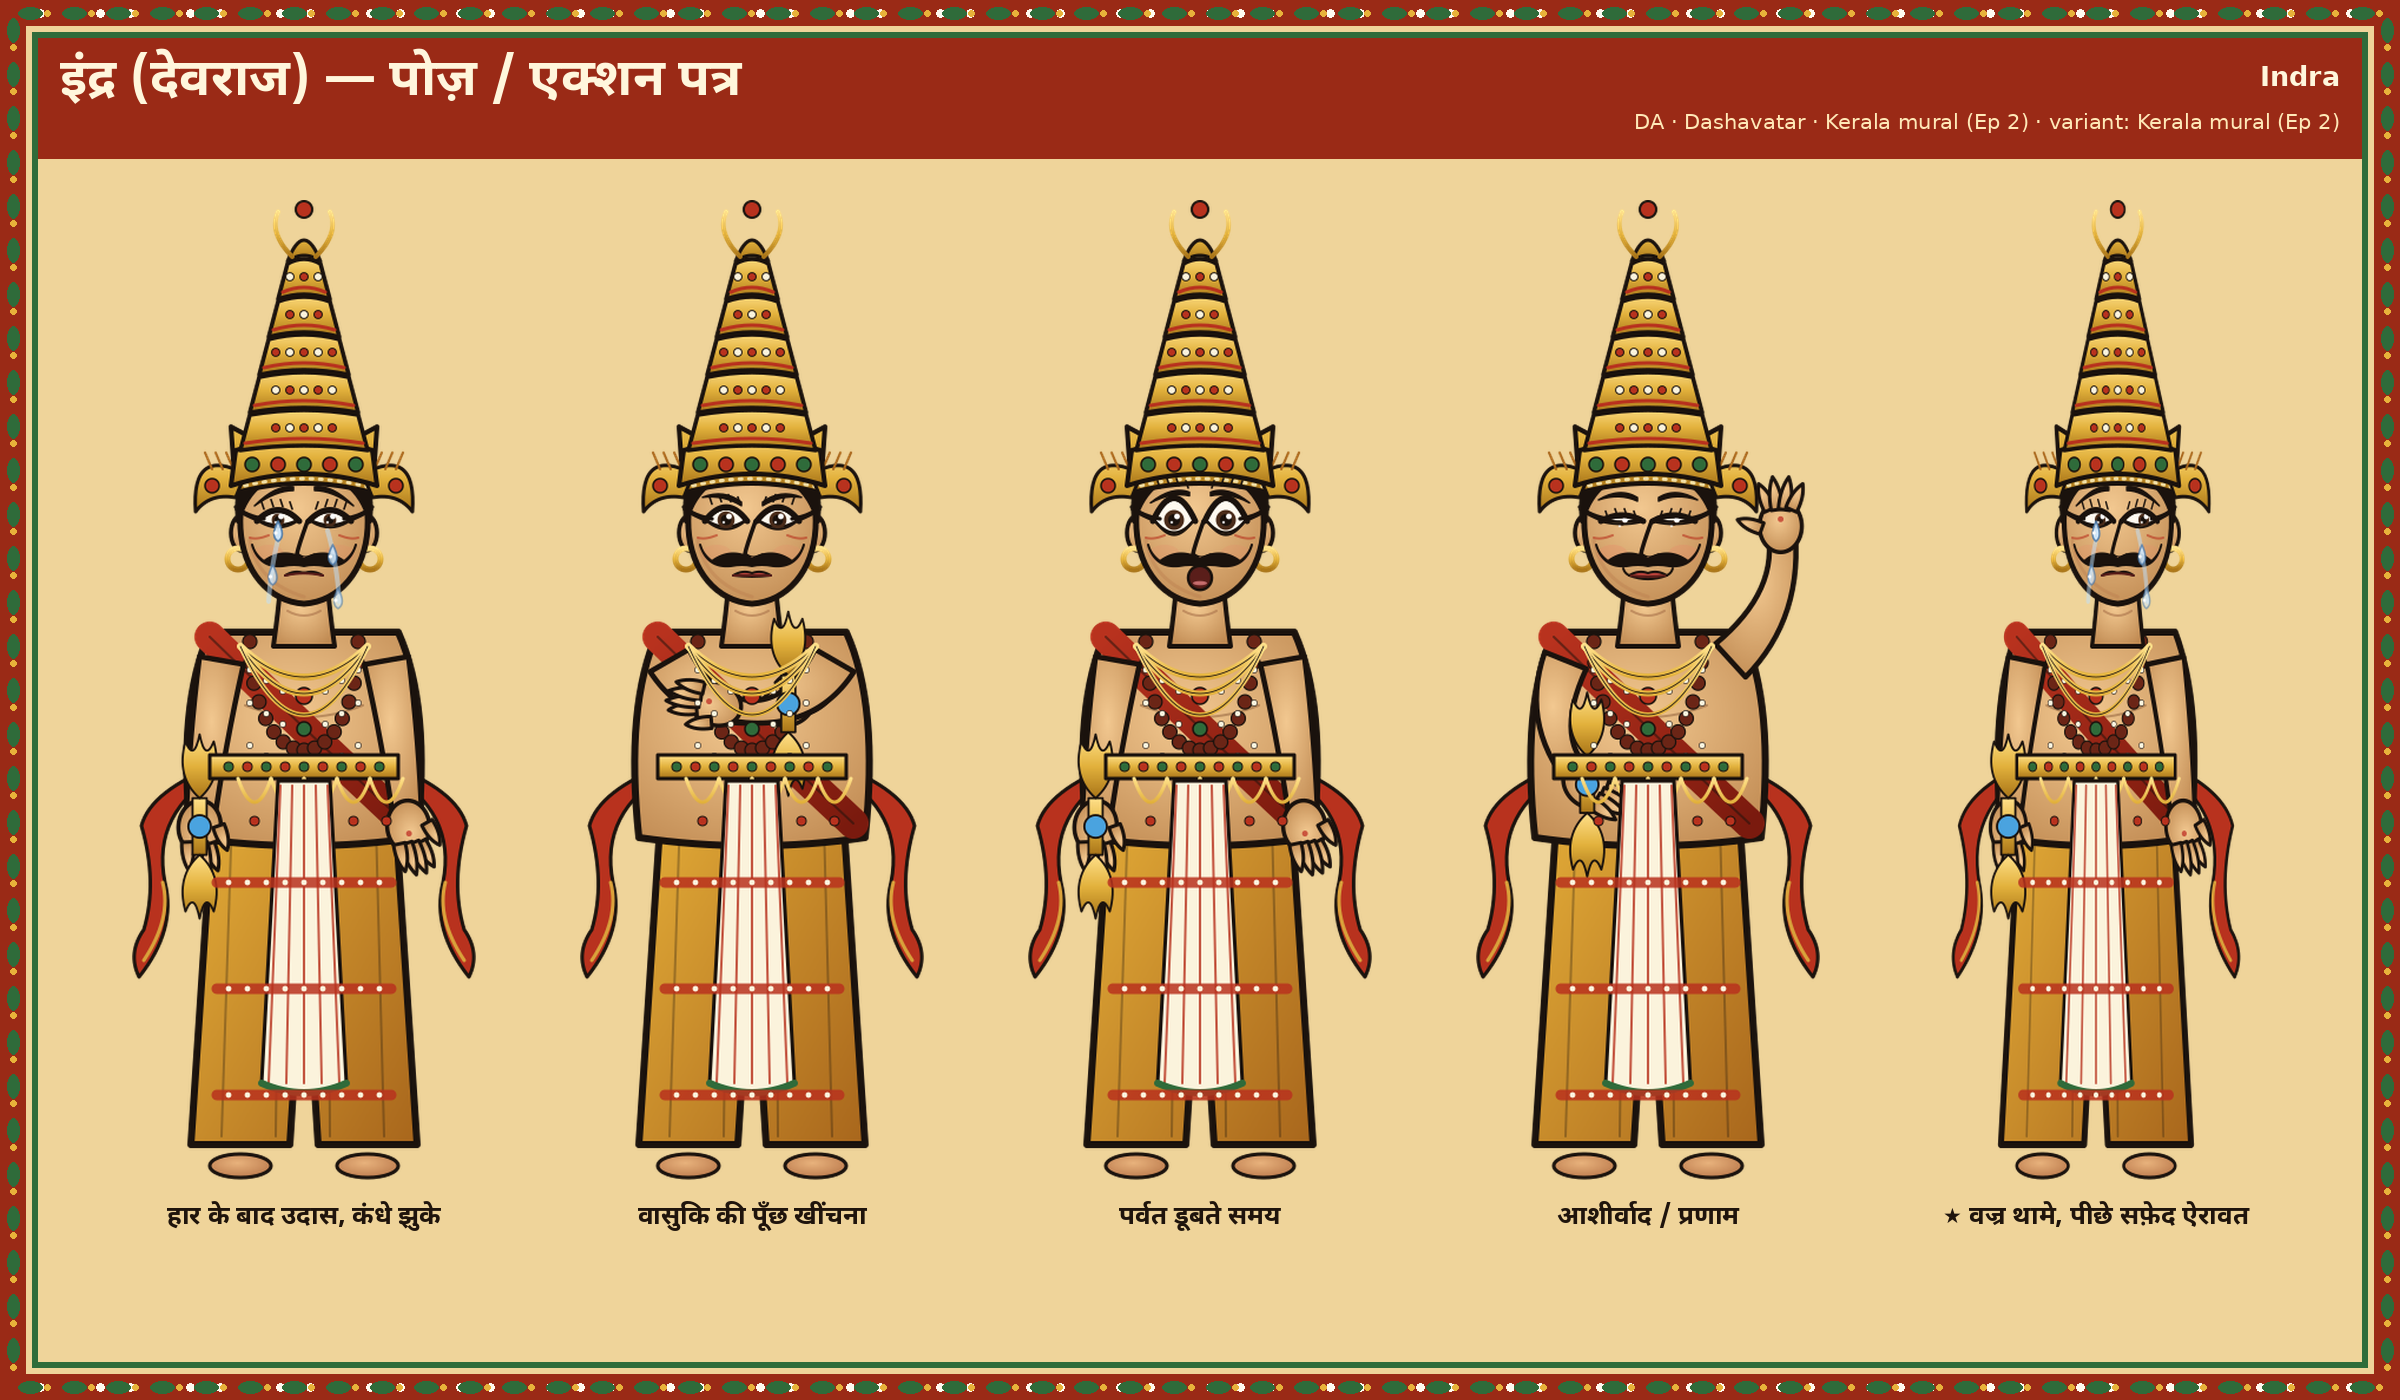 इंद्र (देवराज) — पोज़ / एक्शन पत्र
Indra
DA · Dashavatar · Kerala mural (Ep 2) · variant: Kerala mural (Ep 2)
हार के बाद उदास, कंधे झुके
वासुकि की पूँछ खींचना
पर्वत डूबते समय
आशीर्वाद / प्रणाम
★ वज्र थामे, पीछे सफ़ेद ऐरावत